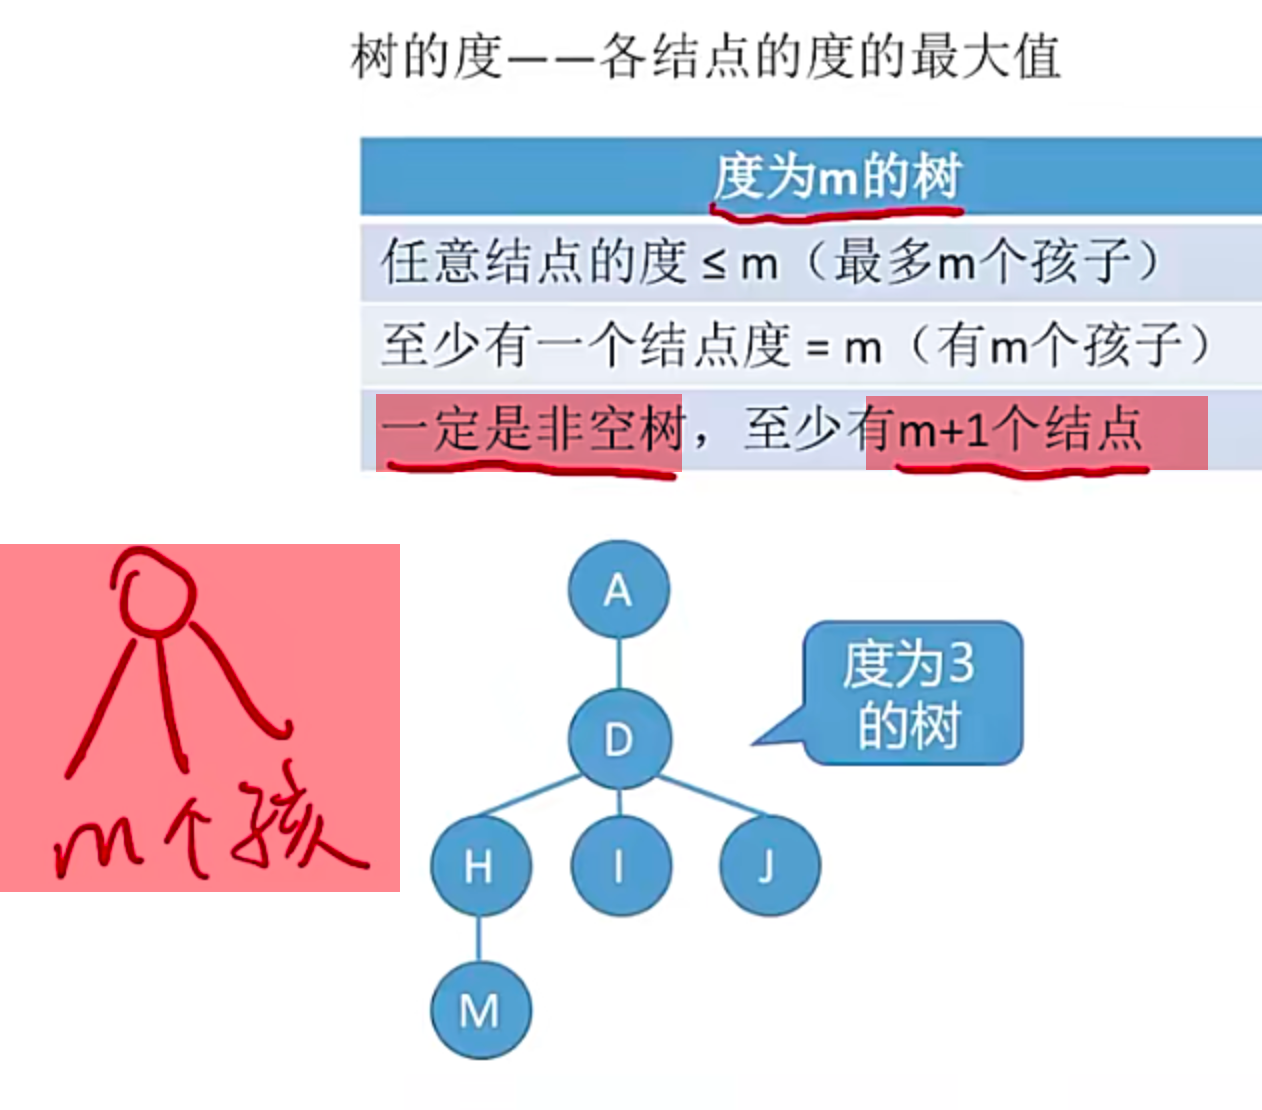 树的度——各结点的度的最大值
度为m的树
任意结点的度 ≤ m（最多m个孩子）
至少有一个结点度 = m（有m个孩子）
一定是非空树，至少有m+1个结点
A
度为3
的树
D
m个孩
H I J
M